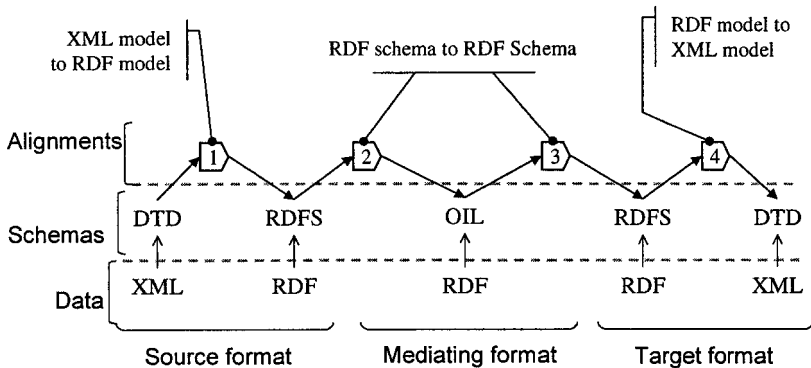 XML model
to RDF model
RDF schema to RDF Schema
RDF model to
XML model
Alignments
1
2
3
4
Schemas
DTD
RDFS
OIL
RDFS
DTD
Data
XML
RDF
RDF
RDF
XML
Source format
Mediating format
Target format